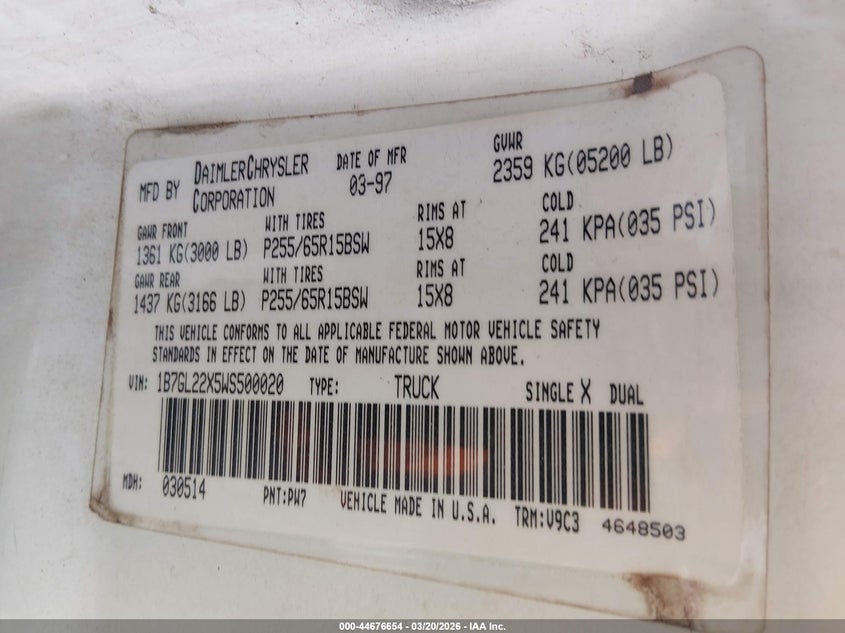 MFD BY DAIMLERCHRYSLER CORPORATION DATE OF MFR 03-97 GVWR 2359 KG(05200 LB)
GAWR FRONT WITH TIRES RIMS AT COLD
1361 KG(3000 LB) P255/65R15BSW 15X8 241 KPA(035 PSI)
GAWR REAR WITH TIRES RIMS AT COLD
1437 KG(3166 LB) P255/65R15BSW 15X8 241 KPA(035 PSI)
THIS VEHICLE CONFORMS TO ALL APPLICABLE FEDERAL MOTOR VEHICLE SAFETY
STANDARDS IN EFFECT ON THE DATE OF MANUFACTURE SHOWN ABOVE.
VIN: 1B7GL22X5WS500020 TYPE: TRUCK SINGLE X DUAL
MDH: 030514 PNT:PW7 VEHICLE MADE IN U.S.A. TRM:V9C3 4648503
000-44676654 - 03/20/2026 - IAA Inc.